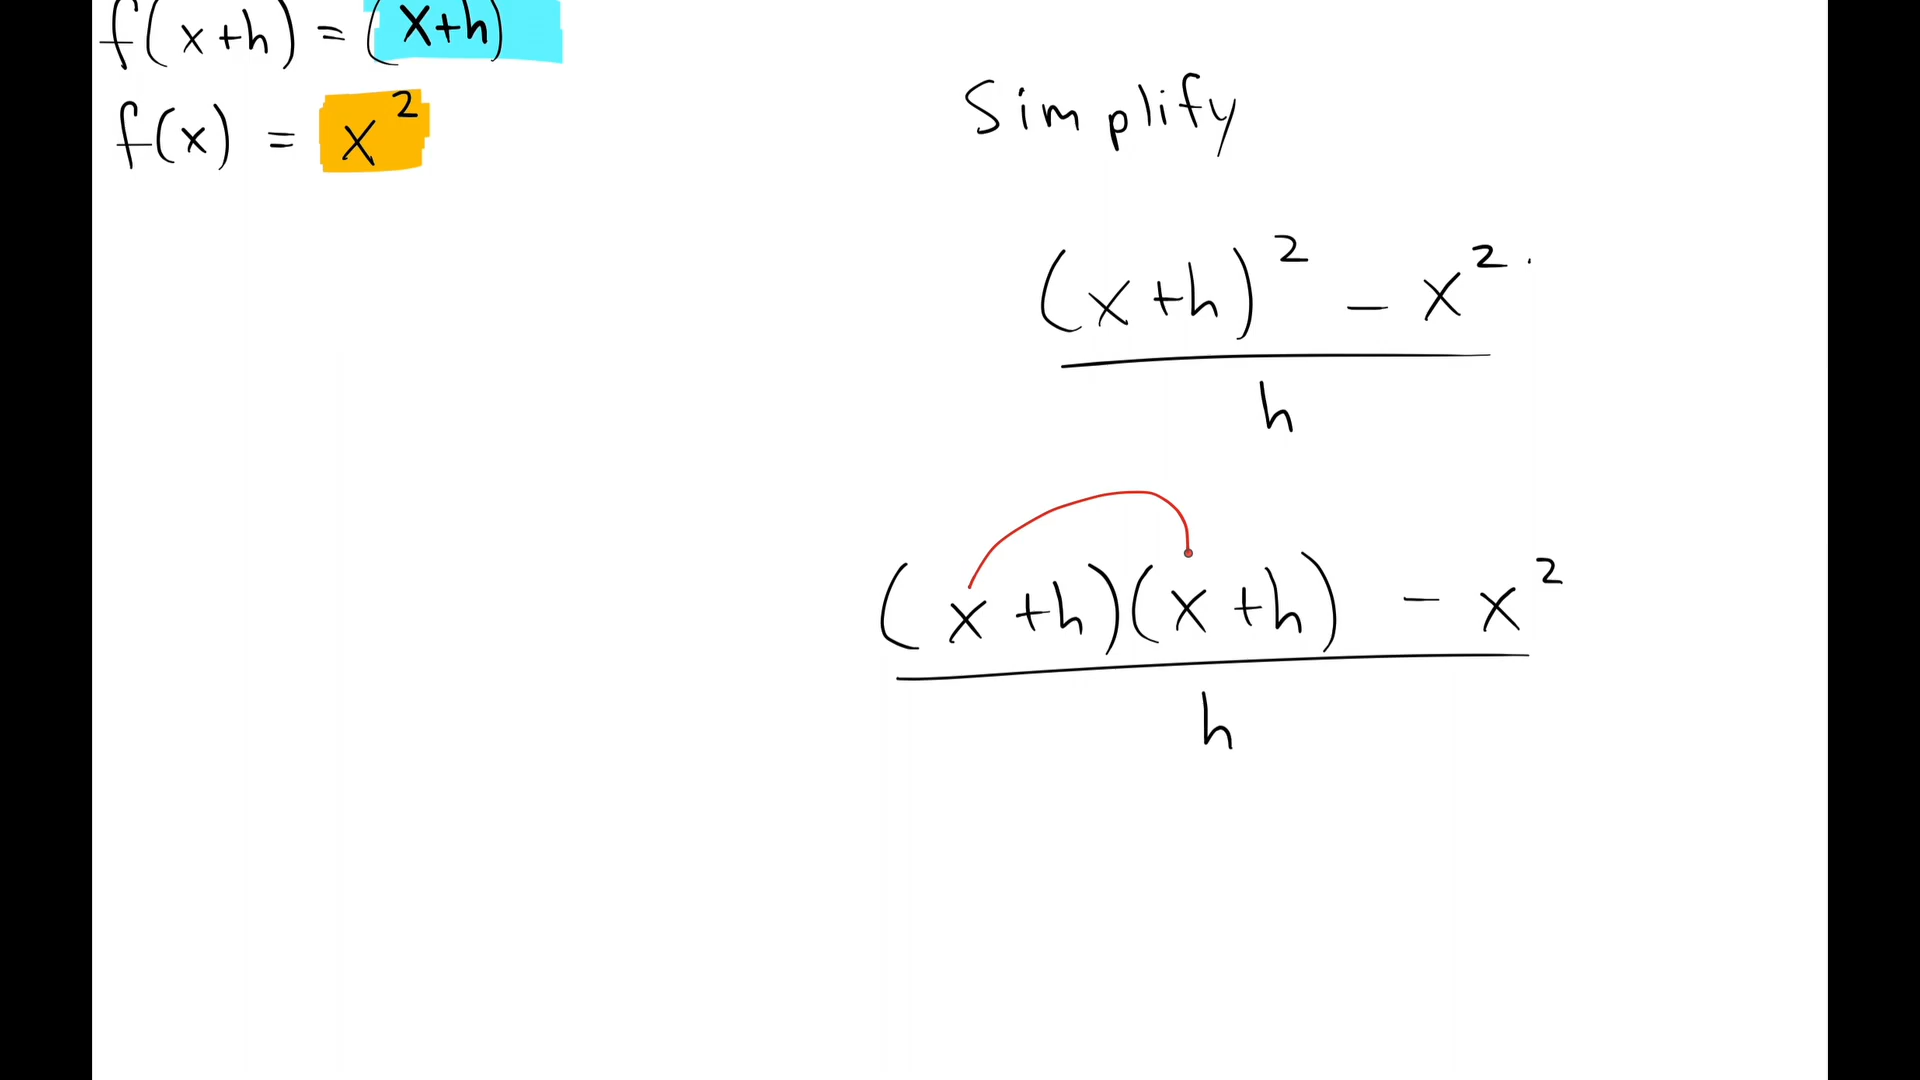 f(x+h) = (x+h)
f(x) = x²
Simplify
(x+h)² - x²
h
(x+h)(x+h) - x²
h